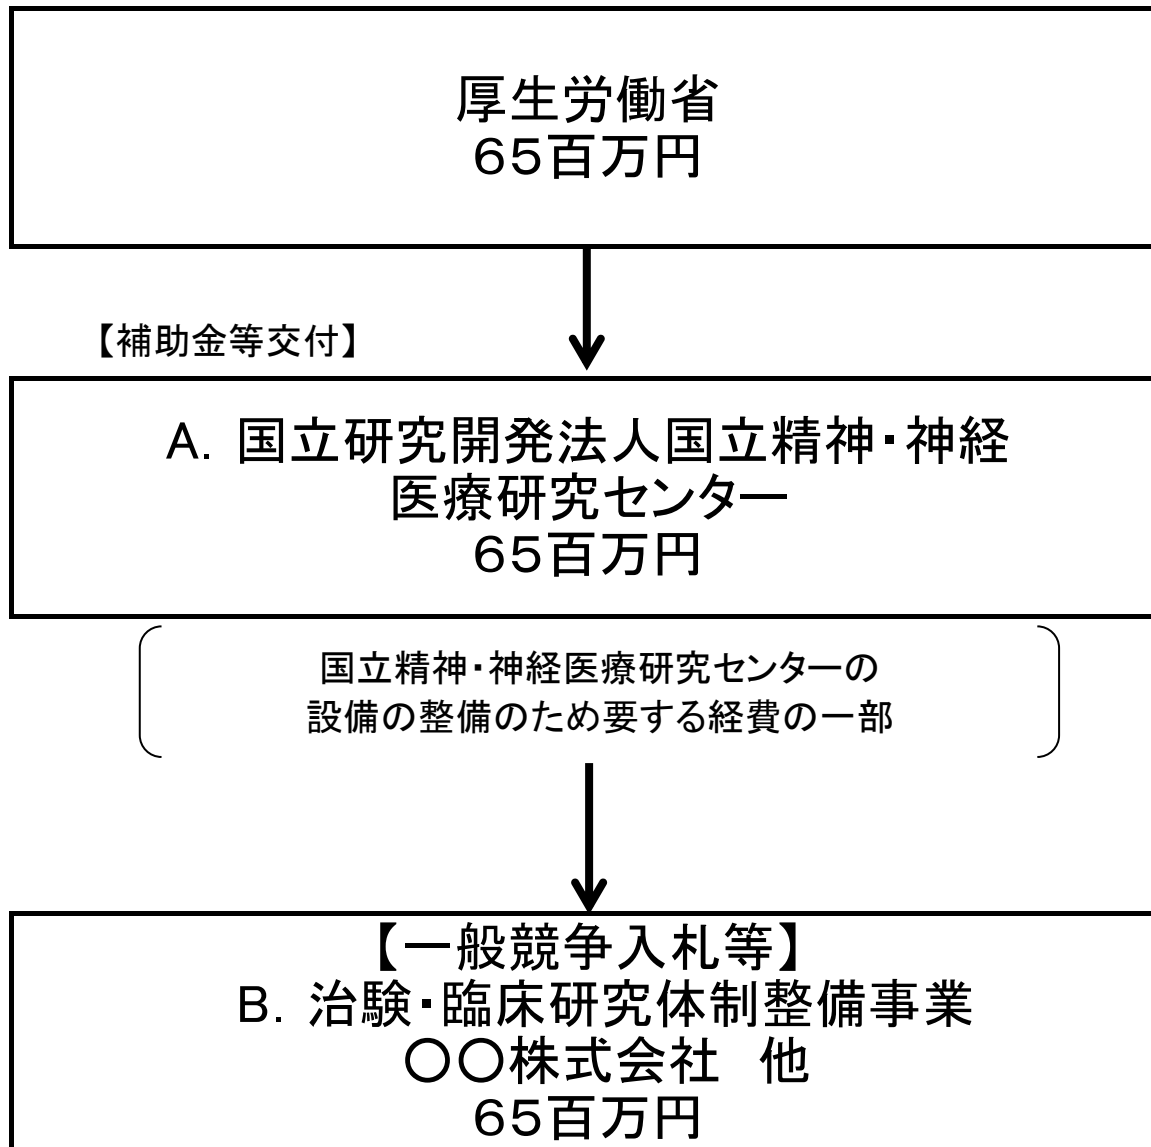 厚生労働省
65百万円
【補助金等交付】
A．国立研究開発法人国立精神・神経
医療研究センター
65百万円
国立精神・神経医療研究センターの
設備の整備のため要する経費の一部
【一般競争入札等】
B．治験・臨床研究体制整備事業
〇〇株式会社　他
65百万円